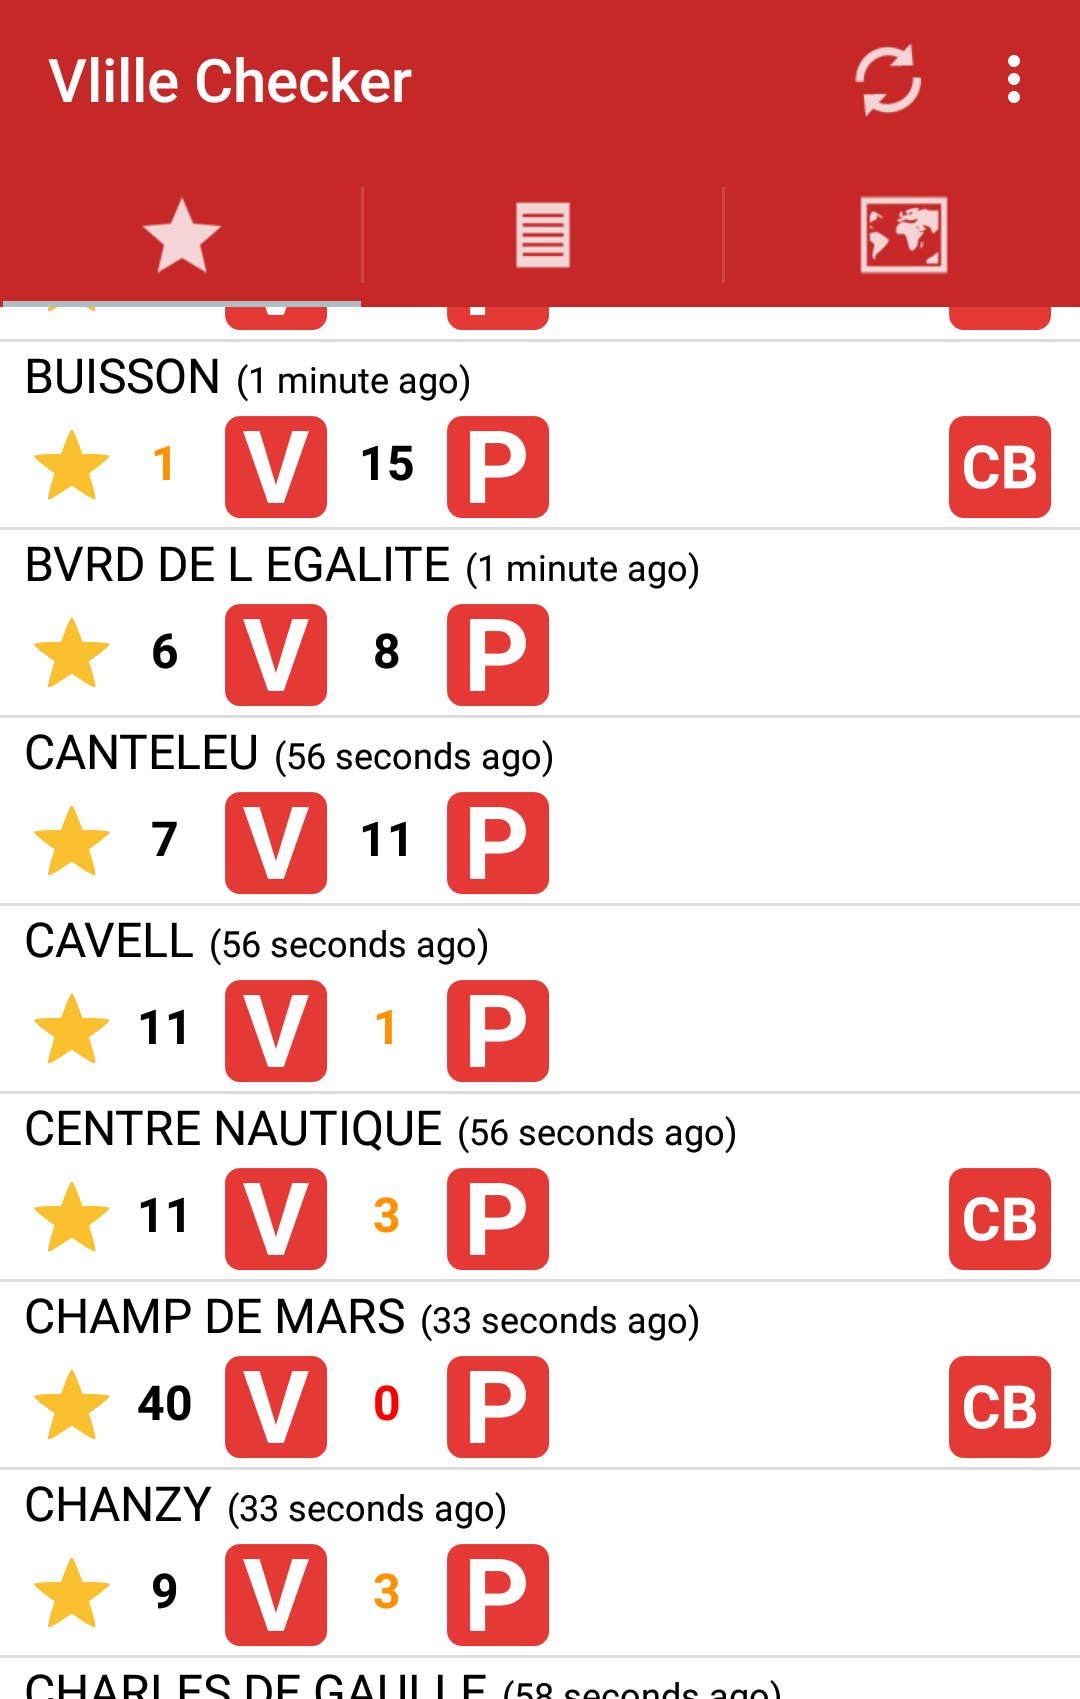 Vlille Checker
BUISSON (1 minute ago)
1 V 15 P CB
BVRD DE L EGALITE (1 minute ago)
6 V 8 P
CANTELEU (56 seconds ago)
7 V 11 P
CAVELL (56 seconds ago)
11 V 1 P
CENTRE NAUTIQUE (56 seconds ago)
11 V 3 P CB
CHAMP DE MARS (33 seconds ago)
40 V 0 P CB
CHANZY (33 seconds ago)
9 V 3 P
CHARLES DE GAULLE (58 seconds ago)